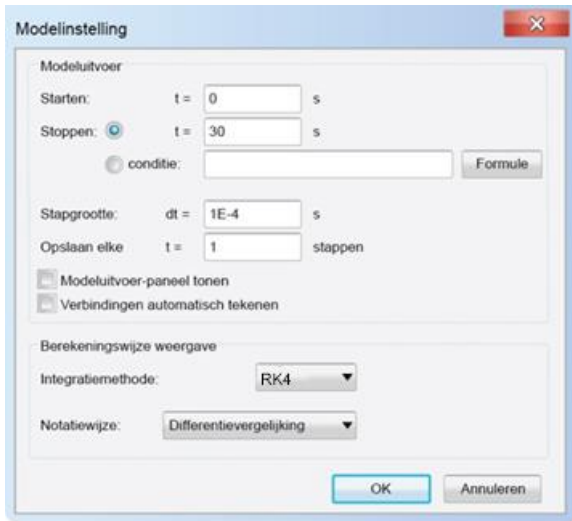 Modelinstelling
Modeluitvoer
Starten: t = 0 s
Stoppen: t = 30 s
conditie: Formule
Stapgrootte: dt = 1E-4 s
Opslaan elke t = 1 stappen
Modeluitvoer-paneel tonen
Verbindingen automatisch tekenen
Berekeningswijze weergave
Integratiemethode: RK4
Notatiewijze: Differentievergelijking
OK Annuleren